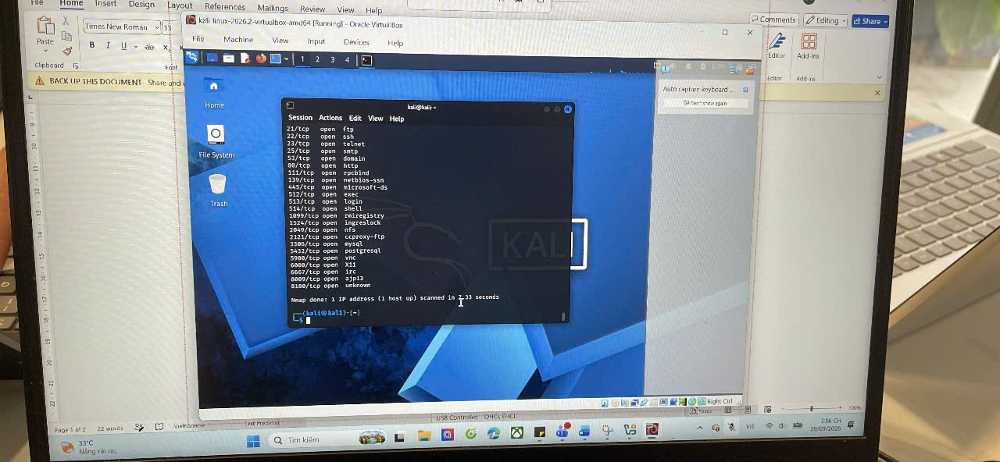 File Home Insert Design Layout References Mailings Review View Help
Comments Editing Share
Paste
Clipboard
Times New Roman 13
B I U
Font
Editor Add-ins
Editor Add-ins
BACK UP THIS DOCUMENT Share and
kali-linux-2026.2-virtualbox-amd64 [Running] - Oracle VirtualBox
File Machine View Input Devices Help
1 2 3 4
Auto capture keyboard ...
Don't show again
Home
File System
Trash
KALI
kali@kali: ~
Session Actions Edit View Help
21/tcp open ftp
22/tcp open ssh
23/tcp open telnet
25/tcp open smtp
53/tcp open domain
80/tcp open http
111/tcp open rpcbind
139/tcp open netbios-ssn
445/tcp open microsoft-ds
512/tcp open exec
513/tcp open login
514/tcp open shell
1099/tcp open rmiregistry
1524/tcp open ingreslock
2049/tcp open nfs
2121/tcp open ccproxy-ftp
3306/tcp open mysql
5432/tcp open postgresql
5900/tcp open vnc
6000/tcp open X11
6667/tcp open irc
8009/tcp open ajp13
8180/tcp open unknown
Nmap done: 1 IP address (1 host up) scanned in 2.33 seconds
(kali㉿kali)-[~]
$
Right Ctrl
USB Controller: OHCI, EHCI
Page 1 of 2 22 words Vietnamese Text Predictio
Focus 100%
33°C
Nắng rải rác
Tìm kiếm
VIE
5:06 CH
29/09/2026